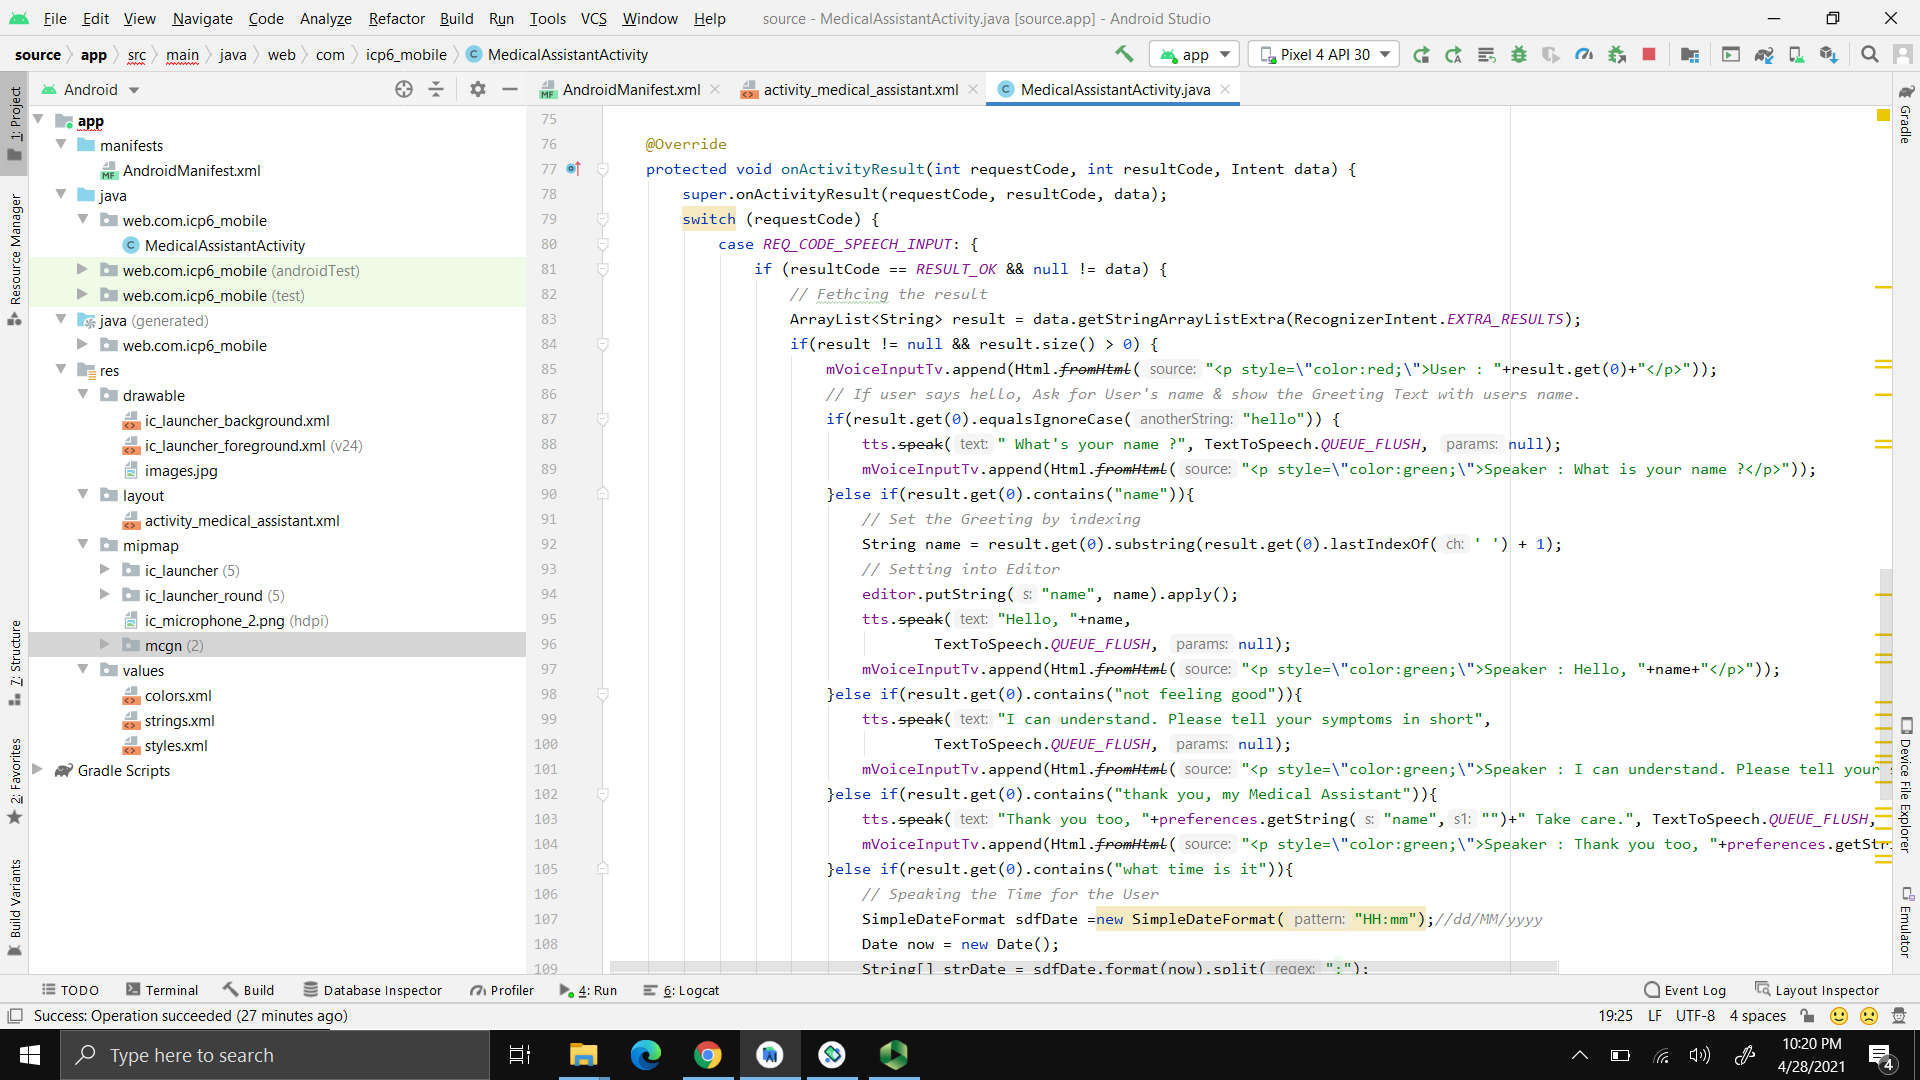 File Edit View Navigate Code Analyze Refactor Build Run Tools VCS Window Help source - MedicalAssistantActivity.java [source.app] - Android Studio
source app src main java web com icp6_mobile MedicalAssistantActivity app Pixel 4 API 30
Android AndroidManifest.xml activity_medical_assistant.xml MedicalAssistantActivity.java
1: Project
Resource Manager
7: Structure
2: Favorites
Build Variants
app
manifests
AndroidManifest.xml
java
web.com.icp6_mobile
MedicalAssistantActivity
web.com.icp6_mobile (androidTest)
web.com.icp6_mobile (test)
java (generated)
web.com.icp6_mobile
res
drawable
ic_launcher_background.xml
ic_launcher_foreground.xml (v24)
images.jpg
layout
activity_medical_assistant.xml
mipmap
ic_launcher (5)
ic_launcher_round (5)
ic_microphone_2.png (hdpi)
mcgn (2)
values
colors.xml
strings.xml
styles.xml
Gradle Scripts
75
76 @Override
77 protected void onActivityResult(int requestCode, int resultCode, Intent data) {
78 super.onActivityResult(requestCode, resultCode, data);
79 switch (requestCode) {
80 case REQ_CODE_SPEECH_INPUT: {
81 if (resultCode == RESULT_OK && null != data) {
82 // Fethcing the result
83 ArrayList<String> result = data.getStringArrayListExtra(RecognizerIntent.EXTRA_RESULTS);
84 if(result != null && result.size() > 0) {
85 mVoiceInputTv.append(Html.fromHtml( source: "<p style=\"color:red;\">User : "+result.get(0)+"</p>"));
86 // If user says hello, Ask for User's name & show the Greeting Text with users name.
87 if(result.get(0).equalsIgnoreCase( anotherString: "hello")) {
88 tts.speak( text: " What's your name ?", TextToSpeech.QUEUE_FLUSH, params: null);
89 mVoiceInputTv.append(Html.fromHtml( source: "<p style=\"color:green;\">Speaker : What is your name ?</p>"));
90 }else if(result.get(0).contains("name")){
91 // Set the Greeting by indexing
92 String name = result.get(0).substring(result.get(0).lastIndexOf( ch: ' ') + 1);
93 // Setting into Editor
94 editor.putString( s: "name", name).apply();
95 tts.speak( text: "Hello, "+name,
96 TextToSpeech.QUEUE_FLUSH, params: null);
97 mVoiceInputTv.append(Html.fromHtml( source: "<p style=\"color:green;\">Speaker : Hello, "+name+"</p>"));
98 }else if(result.get(0).contains("not feeling good")){
99 tts.speak( text: "I can understand. Please tell your symptoms in short",
100 TextToSpeech.QUEUE_FLUSH, params: null);
101 mVoiceInputTv.append(Html.fromHtml( source: "<p style=\"color:green;\">Speaker : I can understand. Please tell your
102 }else if(result.get(0).contains("thank you, my Medical Assistant")){
103 tts.speak( text: "Thank you too, "+preferences.getString( s: "name", s1: "")+" Take care.", TextToSpeech.QUEUE_FLUSH,
104 mVoiceInputTv.append(Html.fromHtml( source: "<p style=\"color:green;\">Speaker : Thank you too, "+preferences.getStri
105 }else if(result.get(0).contains("what time is it")){
106 // Speaking the Time for the User
107 SimpleDateFormat sdfDate =new SimpleDateFormat( pattern: "HH:mm");//dd/MM/yyyy
108 Date now = new Date();
109 String[] strDate = sdfDate.format(now).split( regex: ":");
Gradle
Device File Explorer
Emulator
TODO Terminal Build Database Inspector Profiler 4: Run 6: Logcat Event Log Layout Inspector
Success: Operation succeeded (27 minutes ago) 19:25 LF UTF-8 4 spaces
Type here to search
10:20 PM
4/28/2021
4